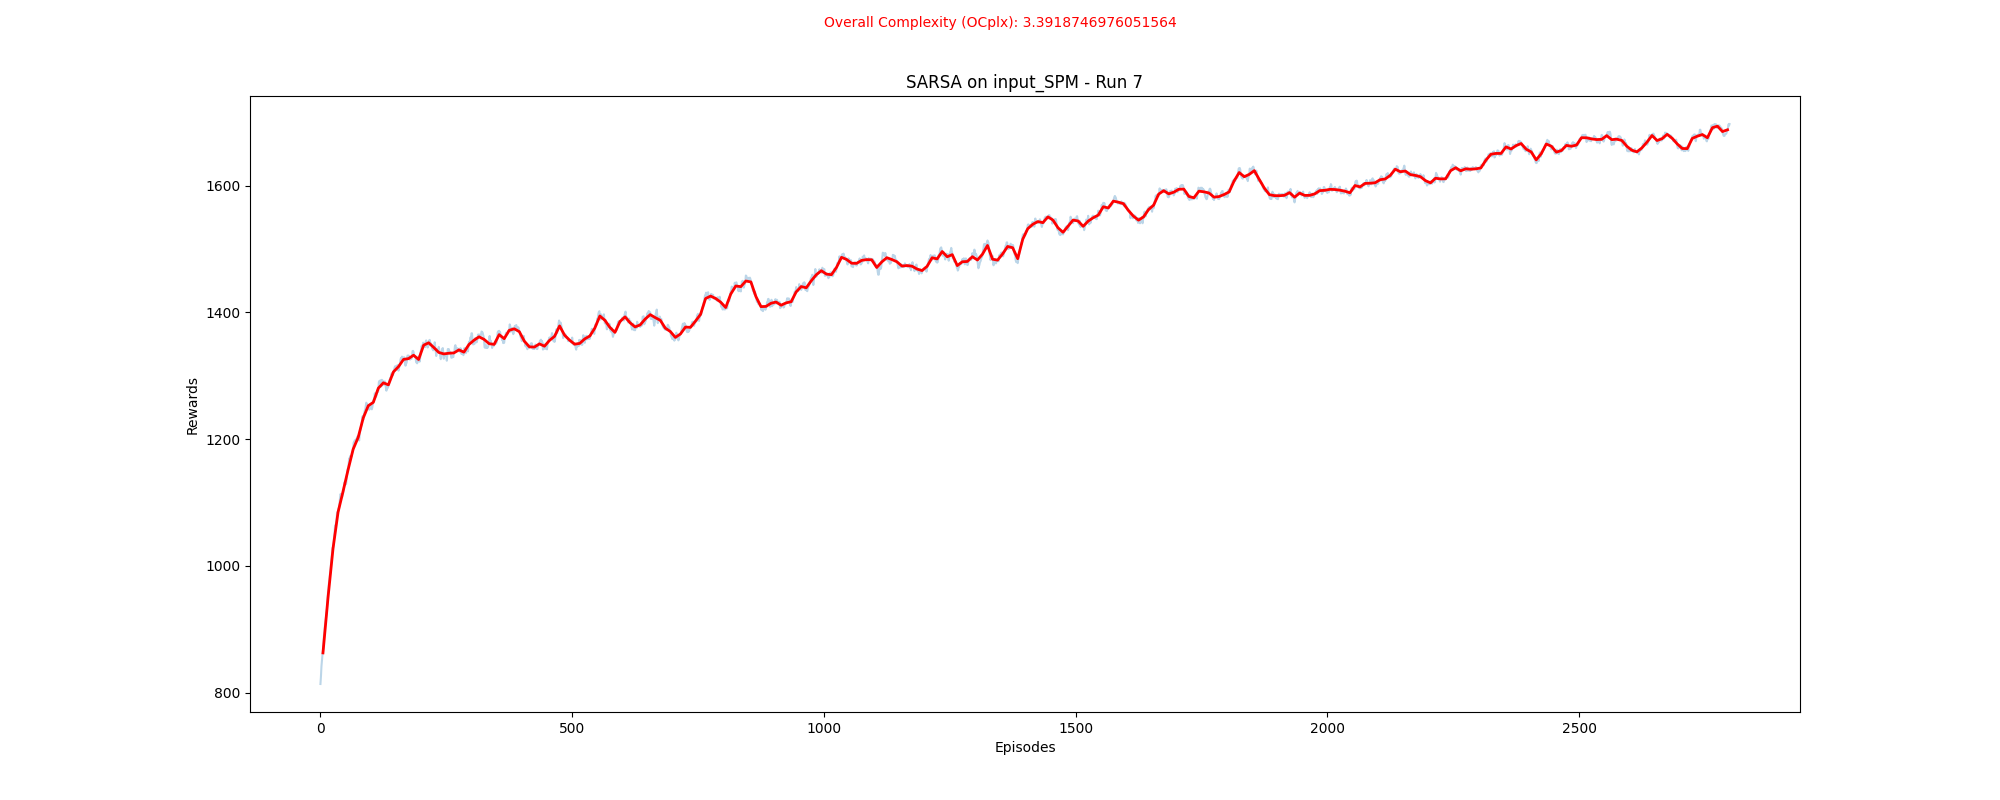 Overall Complexity (OCplx): 3.3918746976051564
SARSA on input_SPM - Run 7
1600
1400
1200
1000
800
Rewards
0 500 1000 1500 2000 2500
Episodes